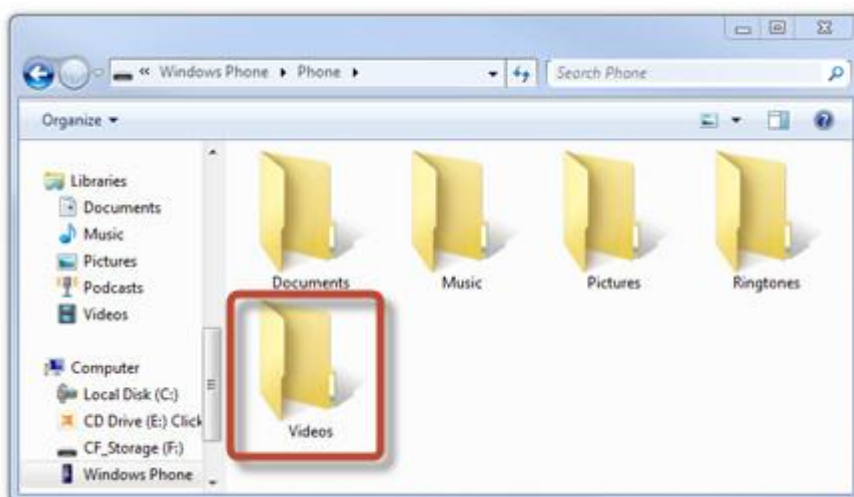 « Windows Phone ▸ Phone ▸
Search Phone
Organize
Libraries
Documents
Music
Pictures
Podcasts
Videos
Computer
Local Disk (C:)
CD Drive (E:) Click
CF_Storage (F:)
Windows Phone
Documents Music Pictures Ringtones
Videos